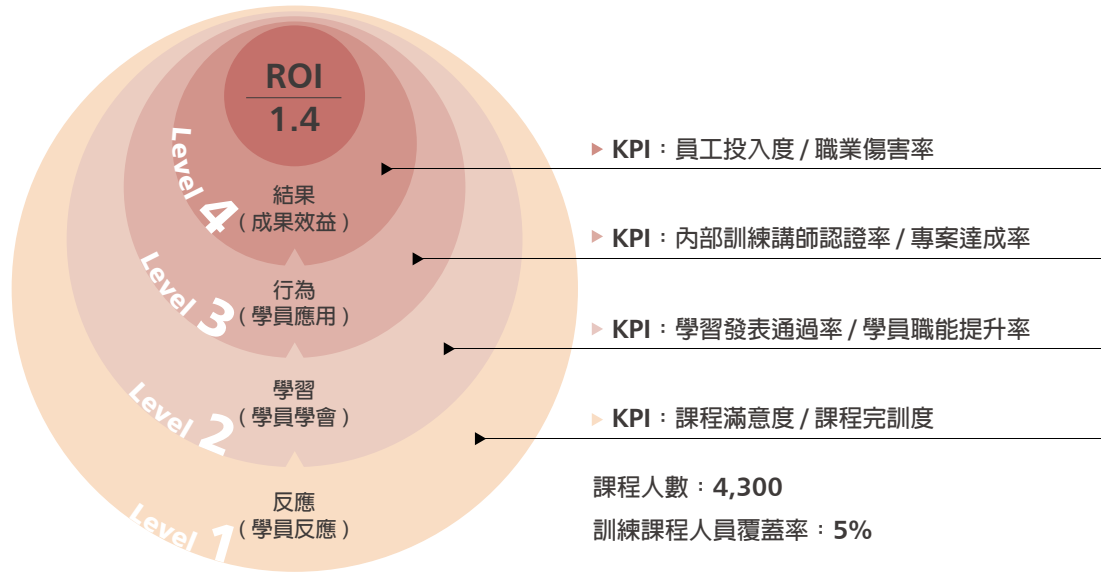 ROI
1.4
Level 4
結果
(成果效益)
▶ KPI：員工投入度 / 職業傷害率
Level 3
行為
(學員應用)
▶ KPI：內部訓練講師認證率 / 專案達成率
Level 2
學習
(學員學會)
▶ KPI：學習發表通過率 / 學員職能提升率
Level 1
反應
(學員反應)
▶ KPI：課程滿意度 / 課程完訓度
課程人數：4,300
訓練課程人員覆蓋率：5%